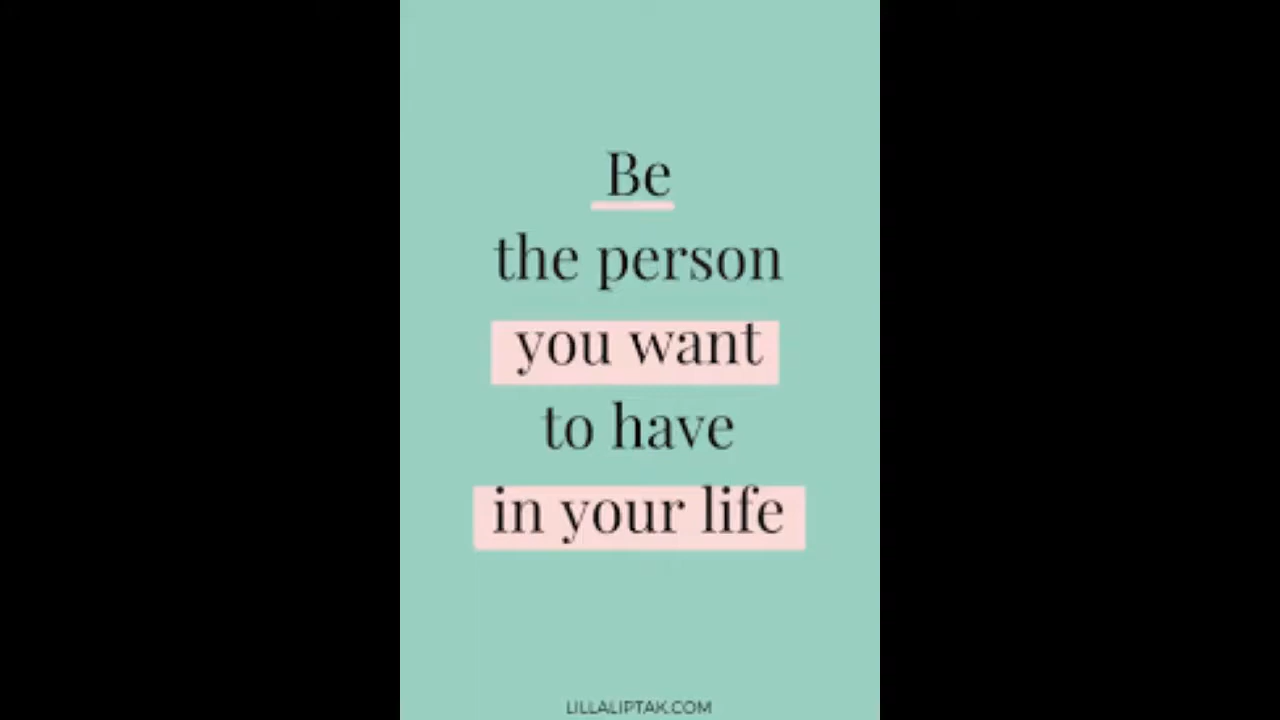 Be
the person
you want
to have
in your life
LILLALIPTAK.COM